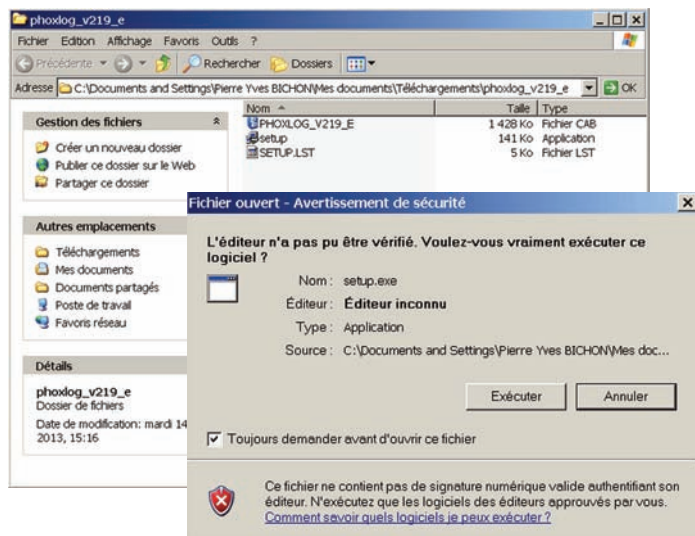 phoxlog_v219_e
Fichier Edition Affichage Favoris Outils ?
Précédente Rechercher Dossiers
Adresse C:\Documents and Settings\Pierre Yves BICHON\Mes documents\Téléchargements\phoxlog_v219_e OK
Nom Taille Type
PHOXLOG_V219_E 1 428 Ko Fichier CAB
setup 141 Ko Application
SETUP.LST 5 Ko Fichier LST
Gestion des fichiers
Créer un nouveau dossier
Publier ce dossier sur le Web
Partager ce dossier
Autres emplacements
Téléchargements
Mes documents
Documents partagés
Poste de travail
Favoris réseau
Détails
phoxlog_v219_e
Dossier de fichiers
Date de modification: mardi 14
2013, 15:16
Fichier ouvert - Avertissement de sécurité
L'éditeur n'a pas pu être vérifié. Voulez-vous vraiment exécuter ce
logiciel ?
Nom : setup.exe
Éditeur : Éditeur inconnu
Type : Application
Source : C:\Documents and Settings\Pierre Yves BICHON\Mes doc...
Exécuter Annuler
Toujours demander avant d'ouvrir ce fichier
Ce fichier ne contient pas de signature numérique valide authentifiant son
éditeur. N'exécutez que les logiciels des éditeurs approuvés par vous.
Comment savoir quels logiciels je peux exécuter ?